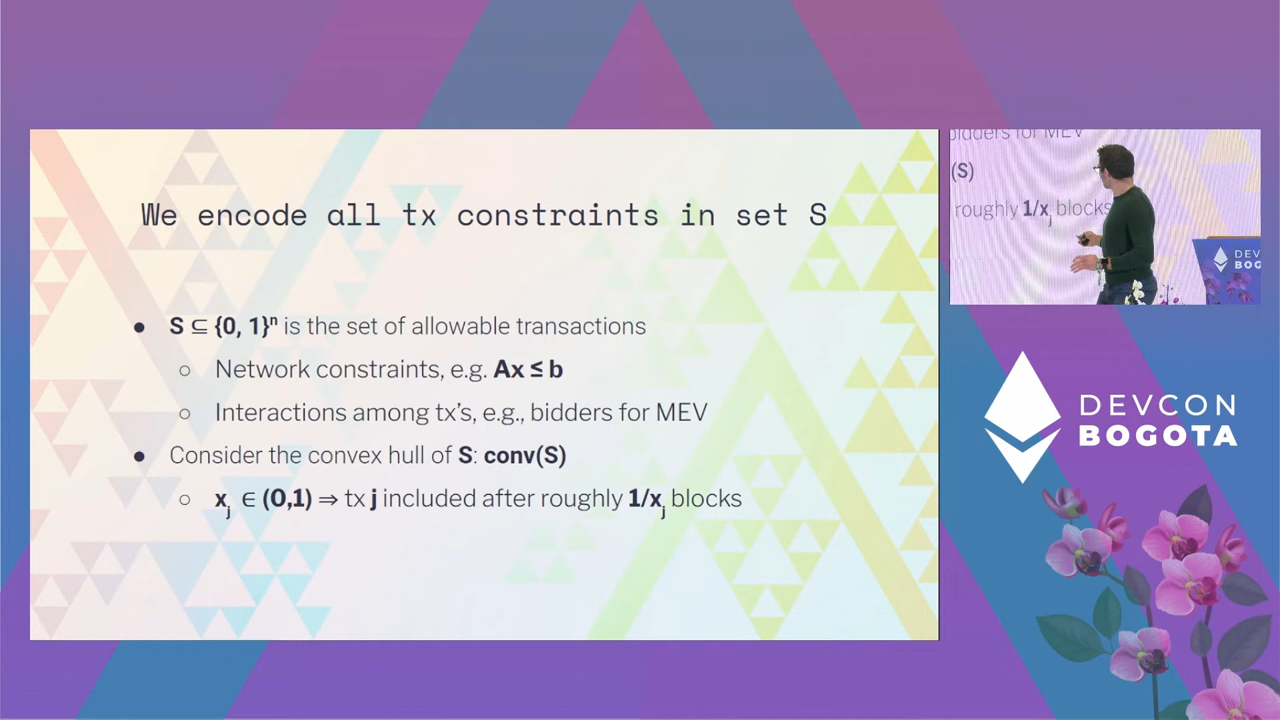 We encode all tx constraints in set S
● S ⊆ {0, 1}ⁿ is the set of allowable transactions
○ Network constraints, e.g. Ax ≤ b
○ Interactions among tx's, e.g., bidders for MEV
● Consider the convex hull of S: conv(S)
○ xⱼ ∈ (0,1) ⇒ tx j included after roughly 1/xⱼ blocks
bidders for MEV
(S)
roughly 1/xⱼ blocks
DEV
BOG
DEVCON
BOGOTA